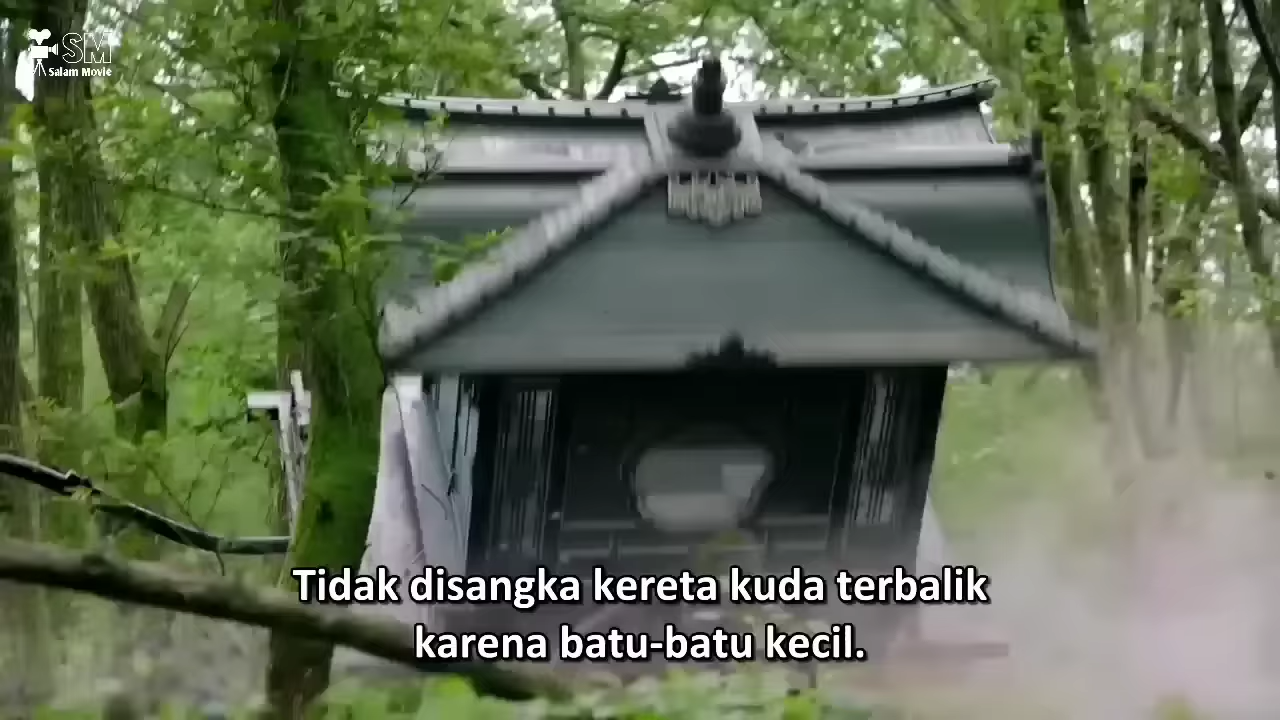 SM
Salam Movie
Tidak disangka kereta kuda terbalik
karena batu-batu kecil.